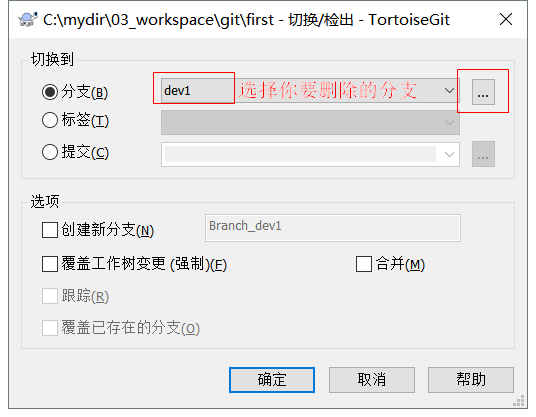 C:\mydir\03_workspace\git\first - 切换/检出 - TortoiseGit
切换到
分支(B) dev1 选择你要删除的分支 ...
标签(T)
提交(C) ...
选项
创建新分支(N) Branch_dev1
覆盖工作树变更 (强制)(F) 合并(M)
跟踪(R)
覆盖已存在的分支(O)
确定 取消 帮助